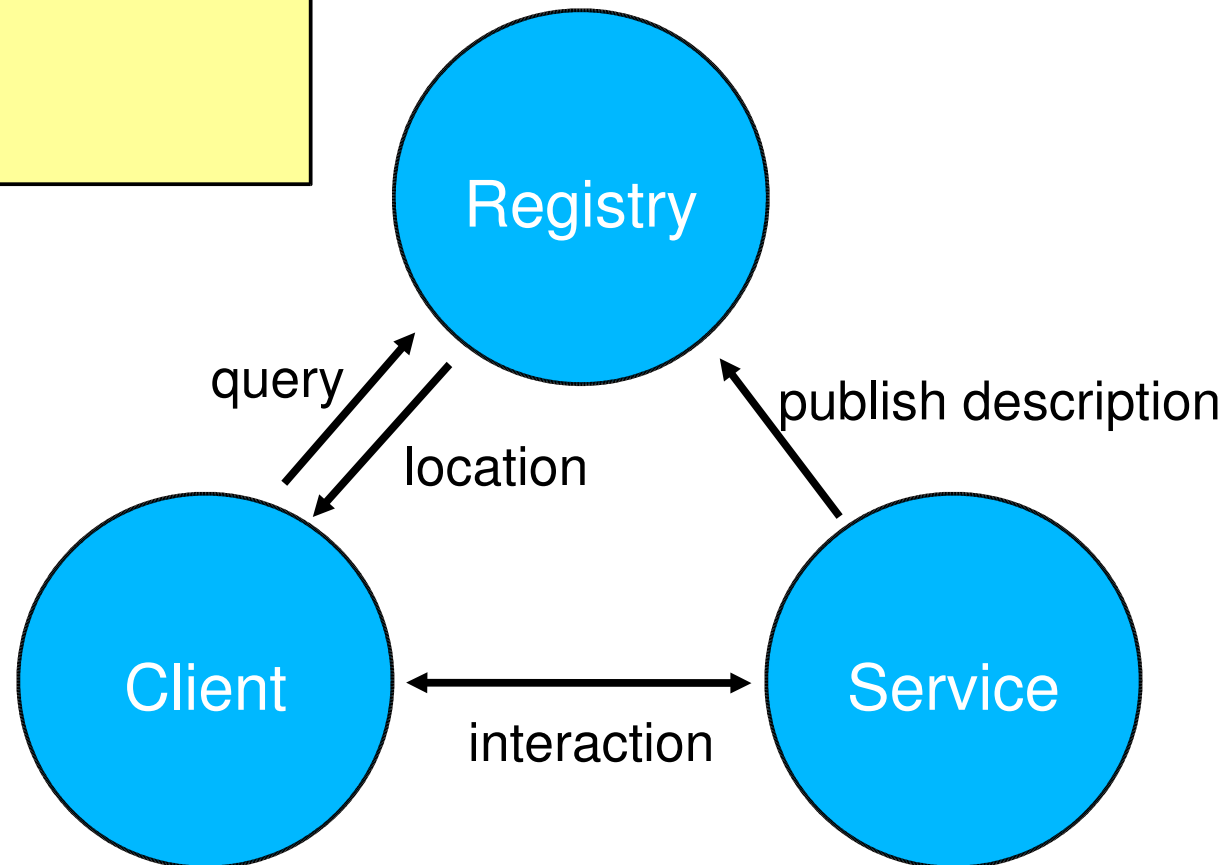 Registry
query
publish description
location
Client
Service
interaction